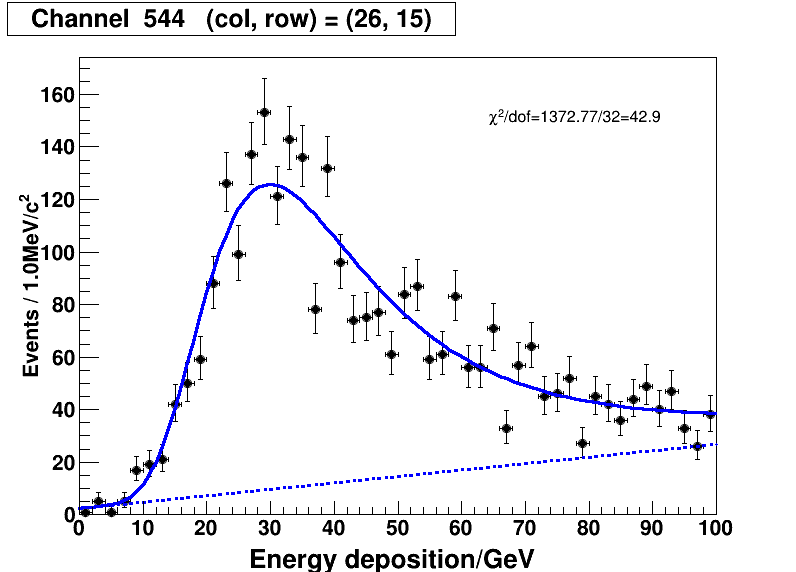 Channel 544 (col, row) = (26, 15)
χ²/dof=1372.77/32=42.9
Events / 1.0MeV/c²
160
140
120
100
80
60
40
20
0
0 10 20 30 40 50 60 70 80 90 100
Energy deposition/GeV